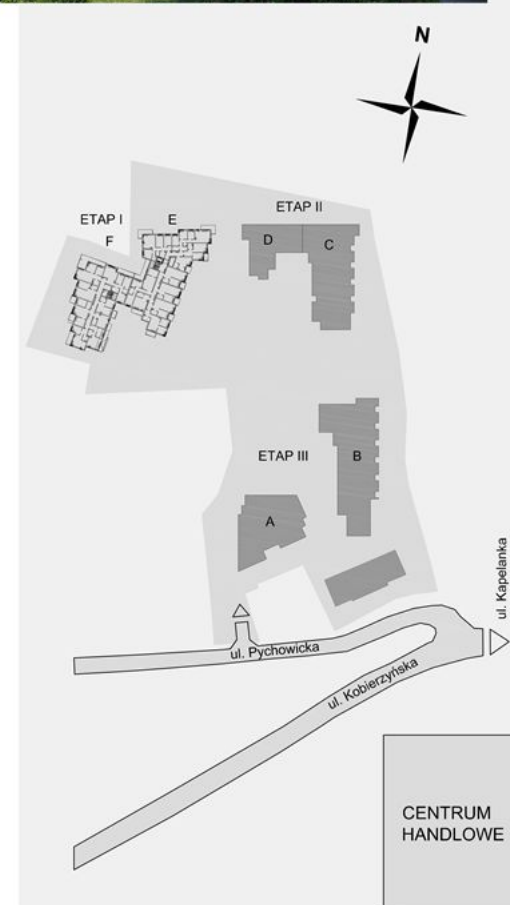 N
ETAP II
ETAP I
E
F
D
C
ETAP III
B
A
ul. Kapelanka
ul. Pychowicka
ul. Kobierzyńska
CENTRUM
HANDLOWE